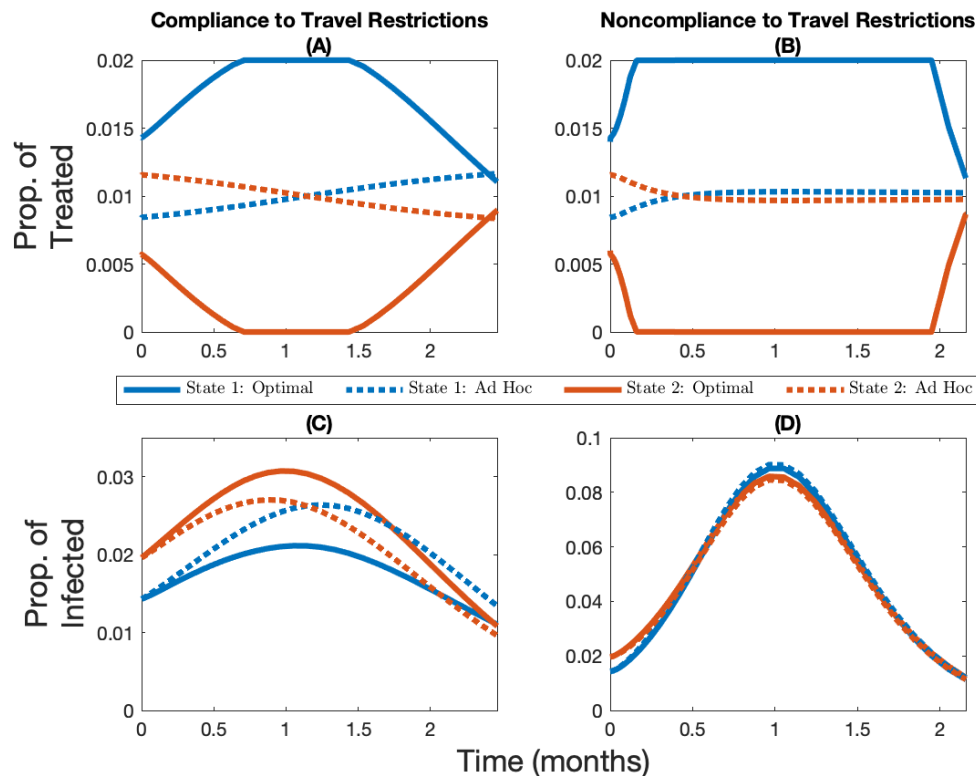 Compliance to Travel Restrictions
Noncompliance to Travel Restrictions
(A)
(B)
Prop. of
Treated
0.02
0.015
0.01
0.005
0
0 0.5 1 1.5 2
0.02
0.015
0.01
0.005
0
0 0.5 1 1.5 2
State 1: Optimal State 1: Ad Hoc State 2: Optimal State 2: Ad Hoc
(C)
(D)
Prop. of
Infected
0.03
0.02
0.01
0
0 0.5 1 1.5 2
0.1
0.08
0.06
0.04
0.02
0
0 0.5 1 1.5 2
Time (months)